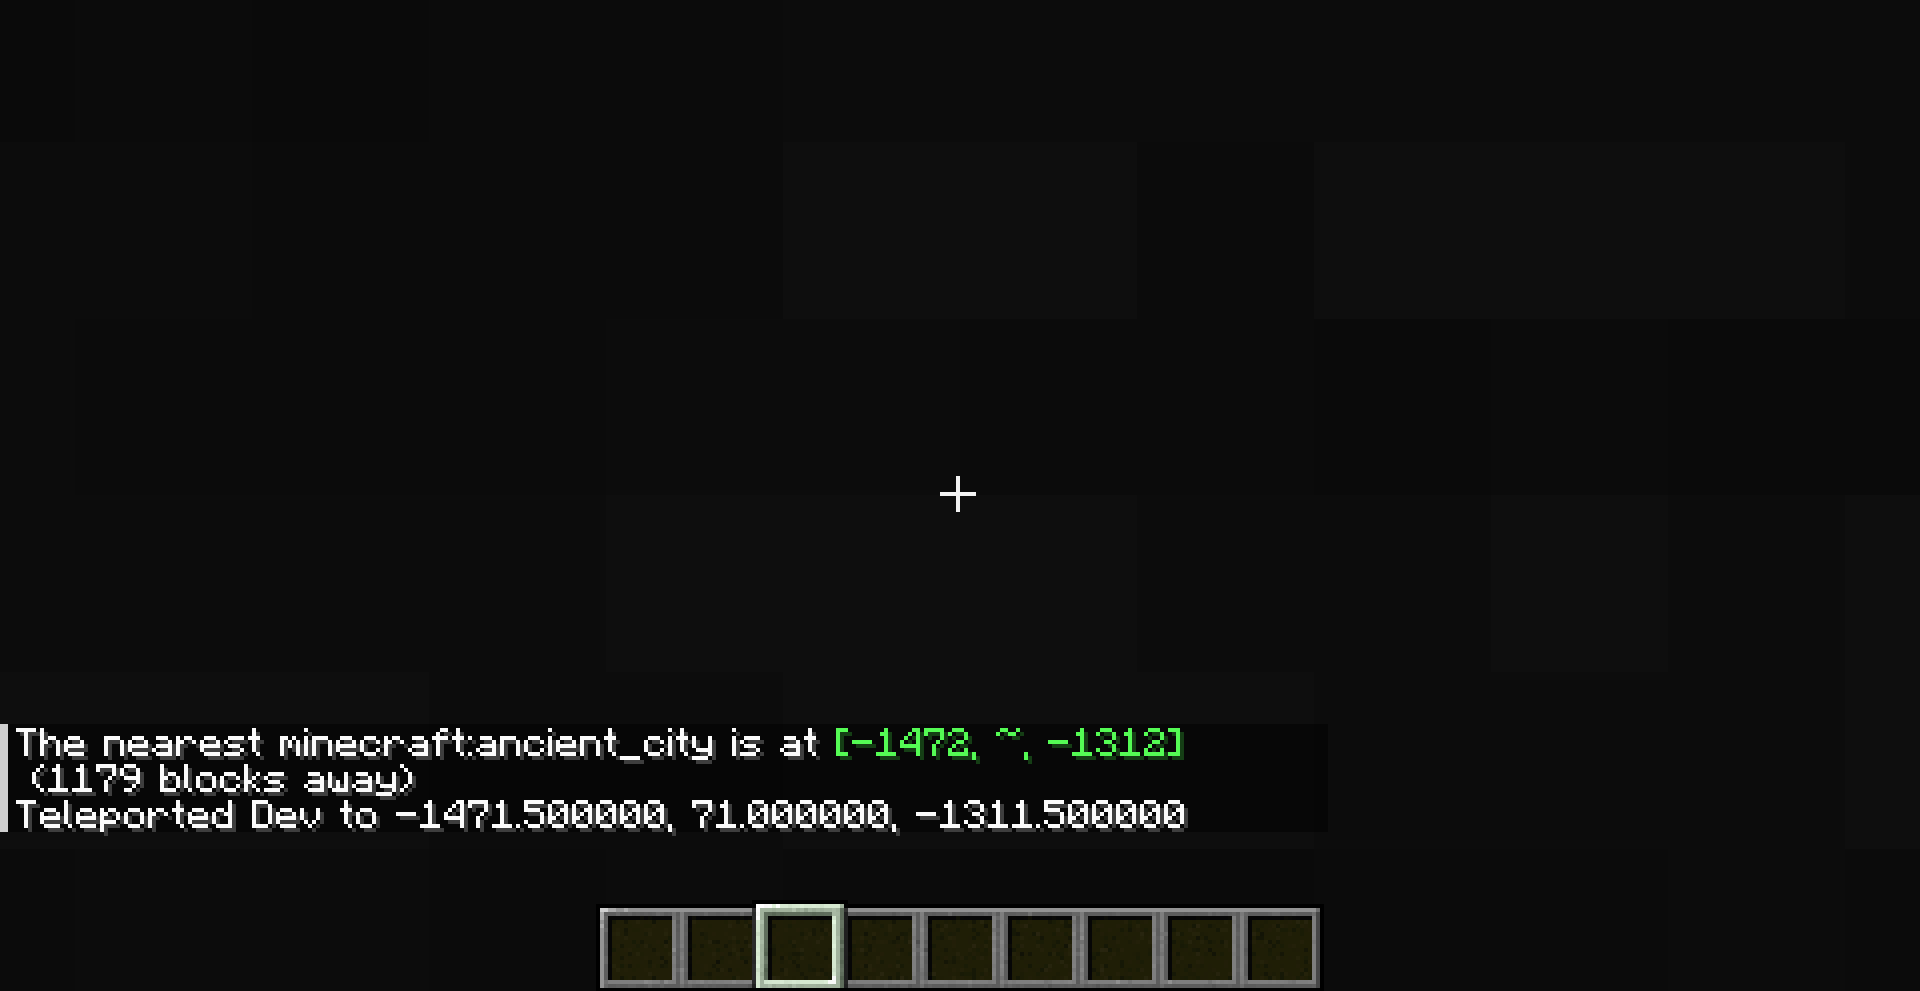 The nearest minecraft:ancient_city is at [-1472, ~, -1312]
(1179 blocks away)
Teleported Dev to -1471.500000, 71.000000, -1311.500000